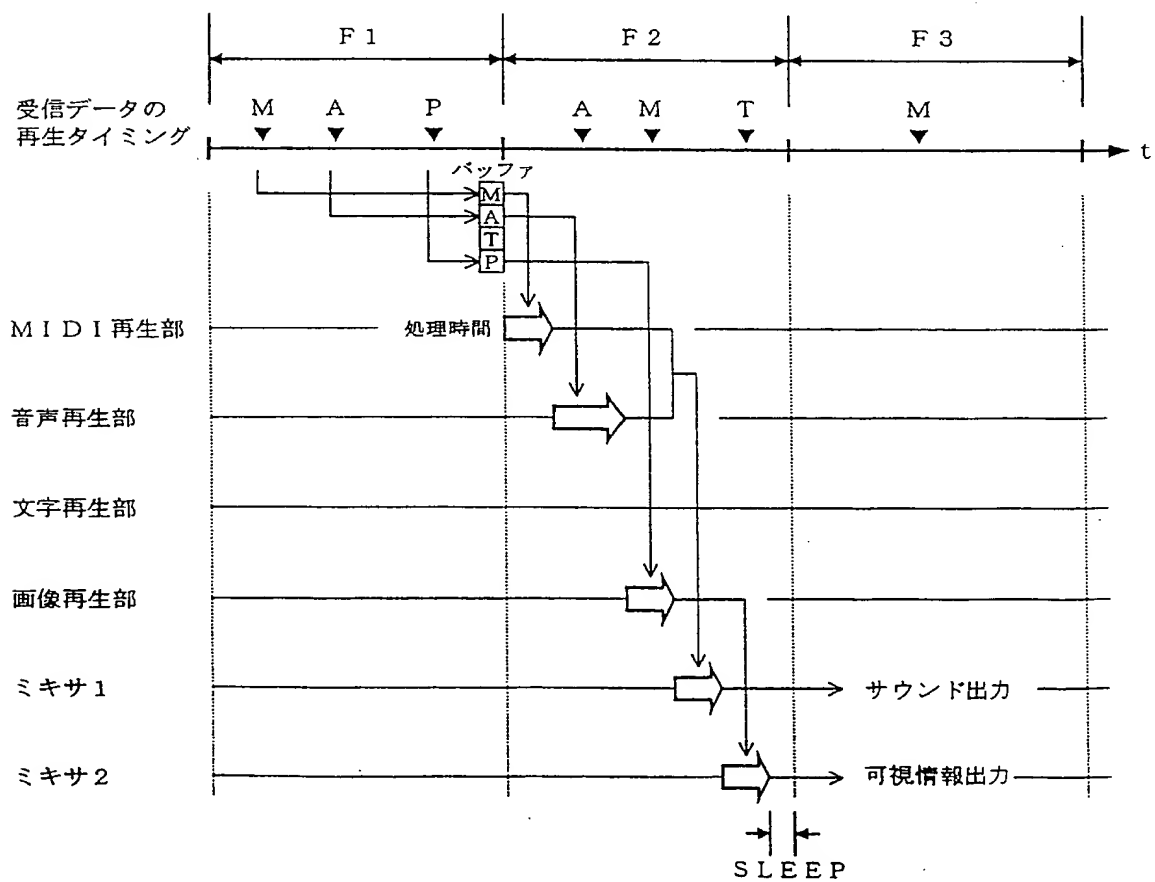 F1 F2 F3
受信データの M A P A M T M
再生タイミング
t
バッファ
M
A
T
P
MIDI再生部 処理時間
音声再生部
文字再生部
画像再生部
ミキサ1 サウンド出力
ミキサ2 可視情報出力
SLEEP